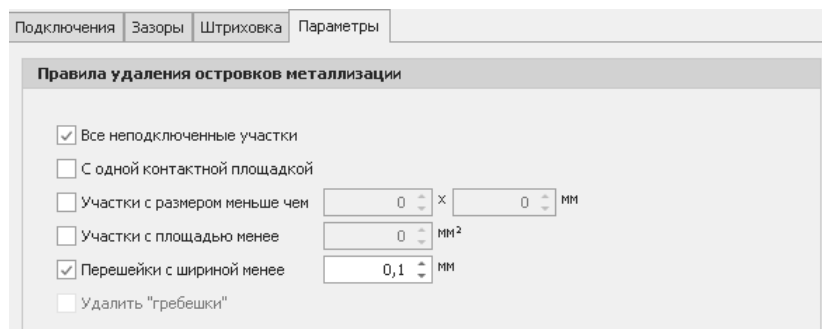 Подключения Зазоры Штриховка Параметры
Правила удаления островков металлизации
Все неподключенные участки
С одной контактной площадкой
Участки с размером меньше чем 0 x 0 мм
Участки с площадью менее 0 мм²
Перешейки с шириной менее 0,1 мм
Удалить "гребешки"